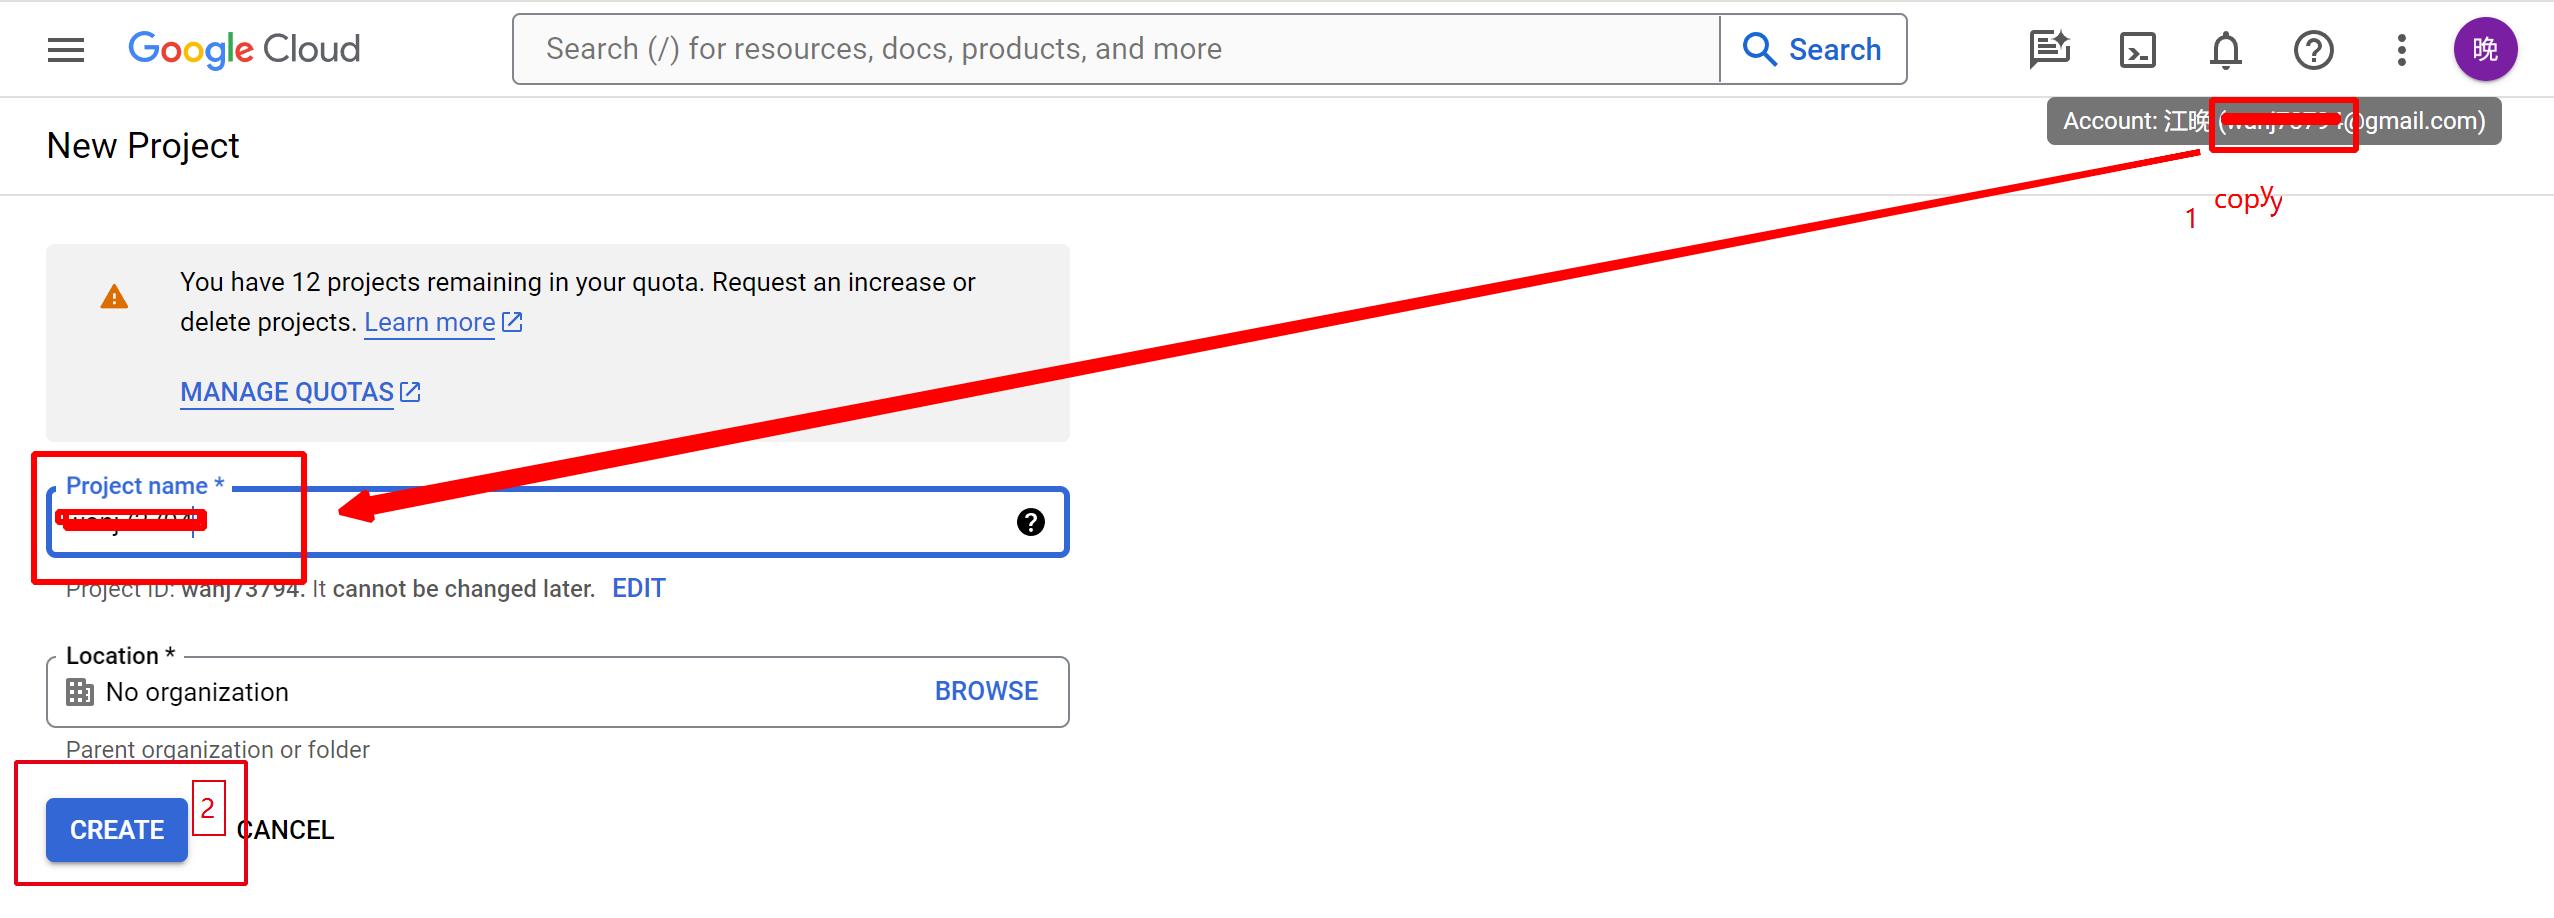 Google Cloud
Search (/) for resources, docs, products, and more
Search
晚
New Project
Account: 江晚 (@gmail.com)
copy
y
1
You have 12 projects remaining in your quota. Request an increase or
delete projects. Learn more
MANAGE QUOTAS
Project name *
Project ID: wanj73794. It cannot be changed later. EDIT
Location *
No organization
BROWSE
Parent organization or folder
CREATE
2
CANCEL